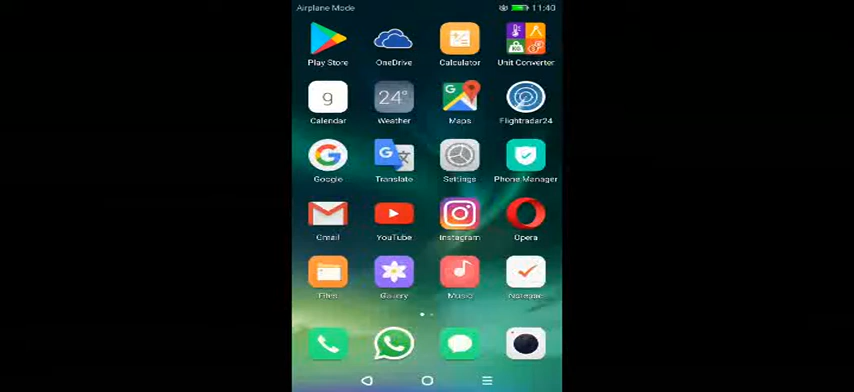 Airplane Mode 11:40
Play Store OneDrive Calculator Unit Converter
9 24° G
Calendar Weather Maps Flightradar24
G G 文
Google Translate Settings Phone Manager
Gmail YouTube Instagram Opera
Files Gallery Music Notepad